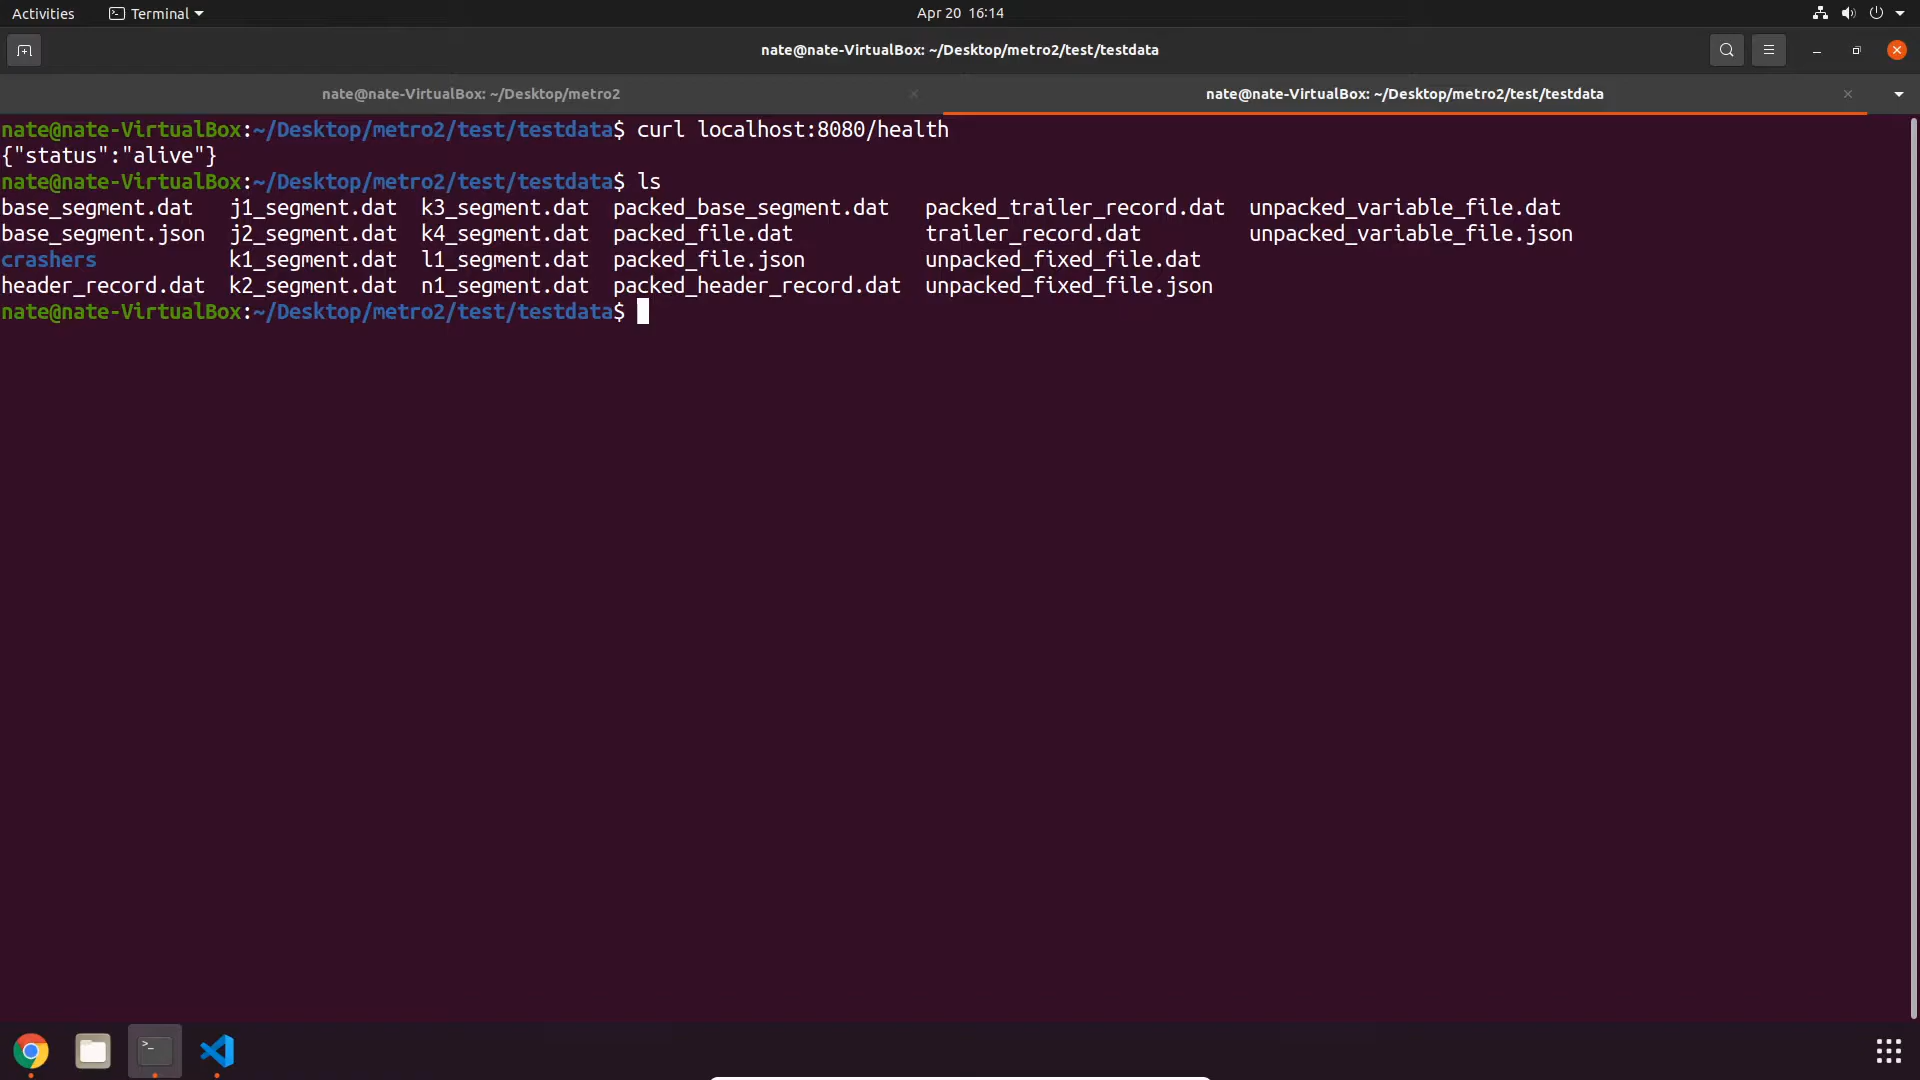 Activities Terminal Apr 20 16:14
nate@nate-VirtualBox: ~/Desktop/metro2/test/testdata
nate@nate-VirtualBox: ~/Desktop/metro2 nate@nate-VirtualBox: ~/Desktop/metro2/test/testdata
nate@nate-VirtualBox:~/Desktop/metro2/test/testdata$ curl localhost:8080/health
{"status":"alive"}
nate@nate-VirtualBox:~/Desktop/metro2/test/testdata$ ls
base_segment.dat j1_segment.dat k3_segment.dat packed_base_segment.dat packed_trailer_record.dat unpacked_variable_file.dat
base_segment.json j2_segment.dat k4_segment.dat packed_file.dat trailer_record.dat unpacked_variable_file.json
crashers k1_segment.dat l1_segment.dat packed_file.json unpacked_fixed_file.dat
header_record.dat k2_segment.dat n1_segment.dat packed_header_record.dat unpacked_fixed_file.json
nate@nate-VirtualBox:~/Desktop/metro2/test/testdata$